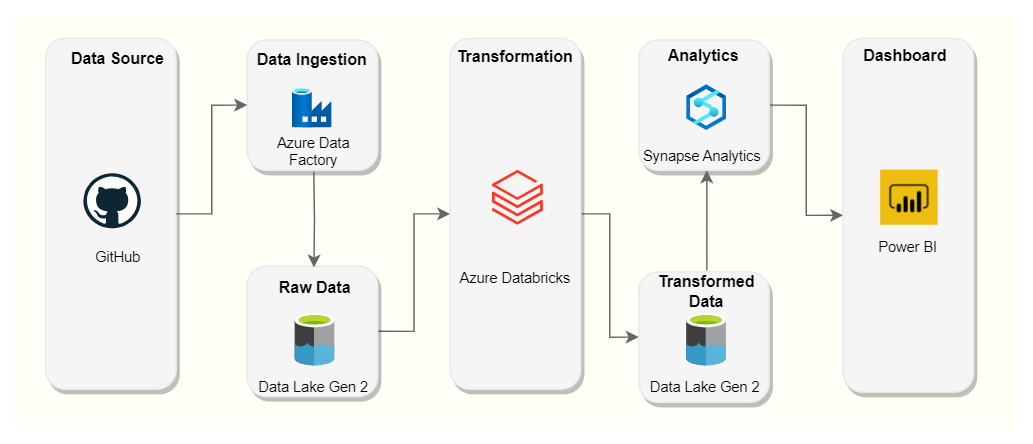 Data Source
GitHub
Data Ingestion
Azure Data
Factory
Raw Data
Data Lake Gen 2
Transformation
Azure Databricks
Analytics
Synapse Analytics
Transformed
Data
Data Lake Gen 2
Dashboard
Power BI